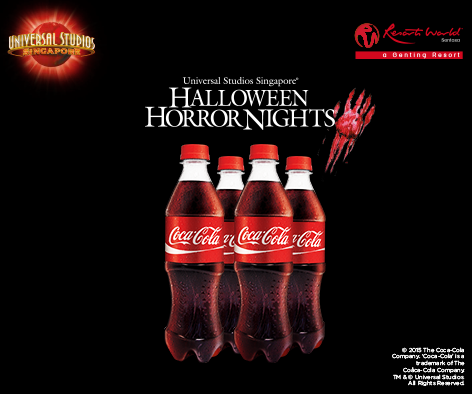 UNIVERSAL STUDIOS
SINGAPORE
Resorts World
Sentosa
a Genting Resort
Universal Studios Singapore®
HALLOWEEN
HORROR NIGHTS
Coca-Cola
Coca-Cola
© 2015 The Coca-Cola
Company, 'Coca-Cola' is a
trademark of The
Coåca-Cola Company
TM & © Universal Studios
All Rights Reserved